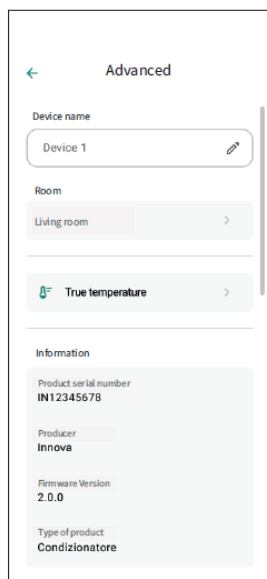 Advanced
Device name
Device 1
Room
Living room
True temperature
Information
Product serial number
IN12345678
Producer
Innova
Firmware Version
2.0.0
Type of product
Condizionatore